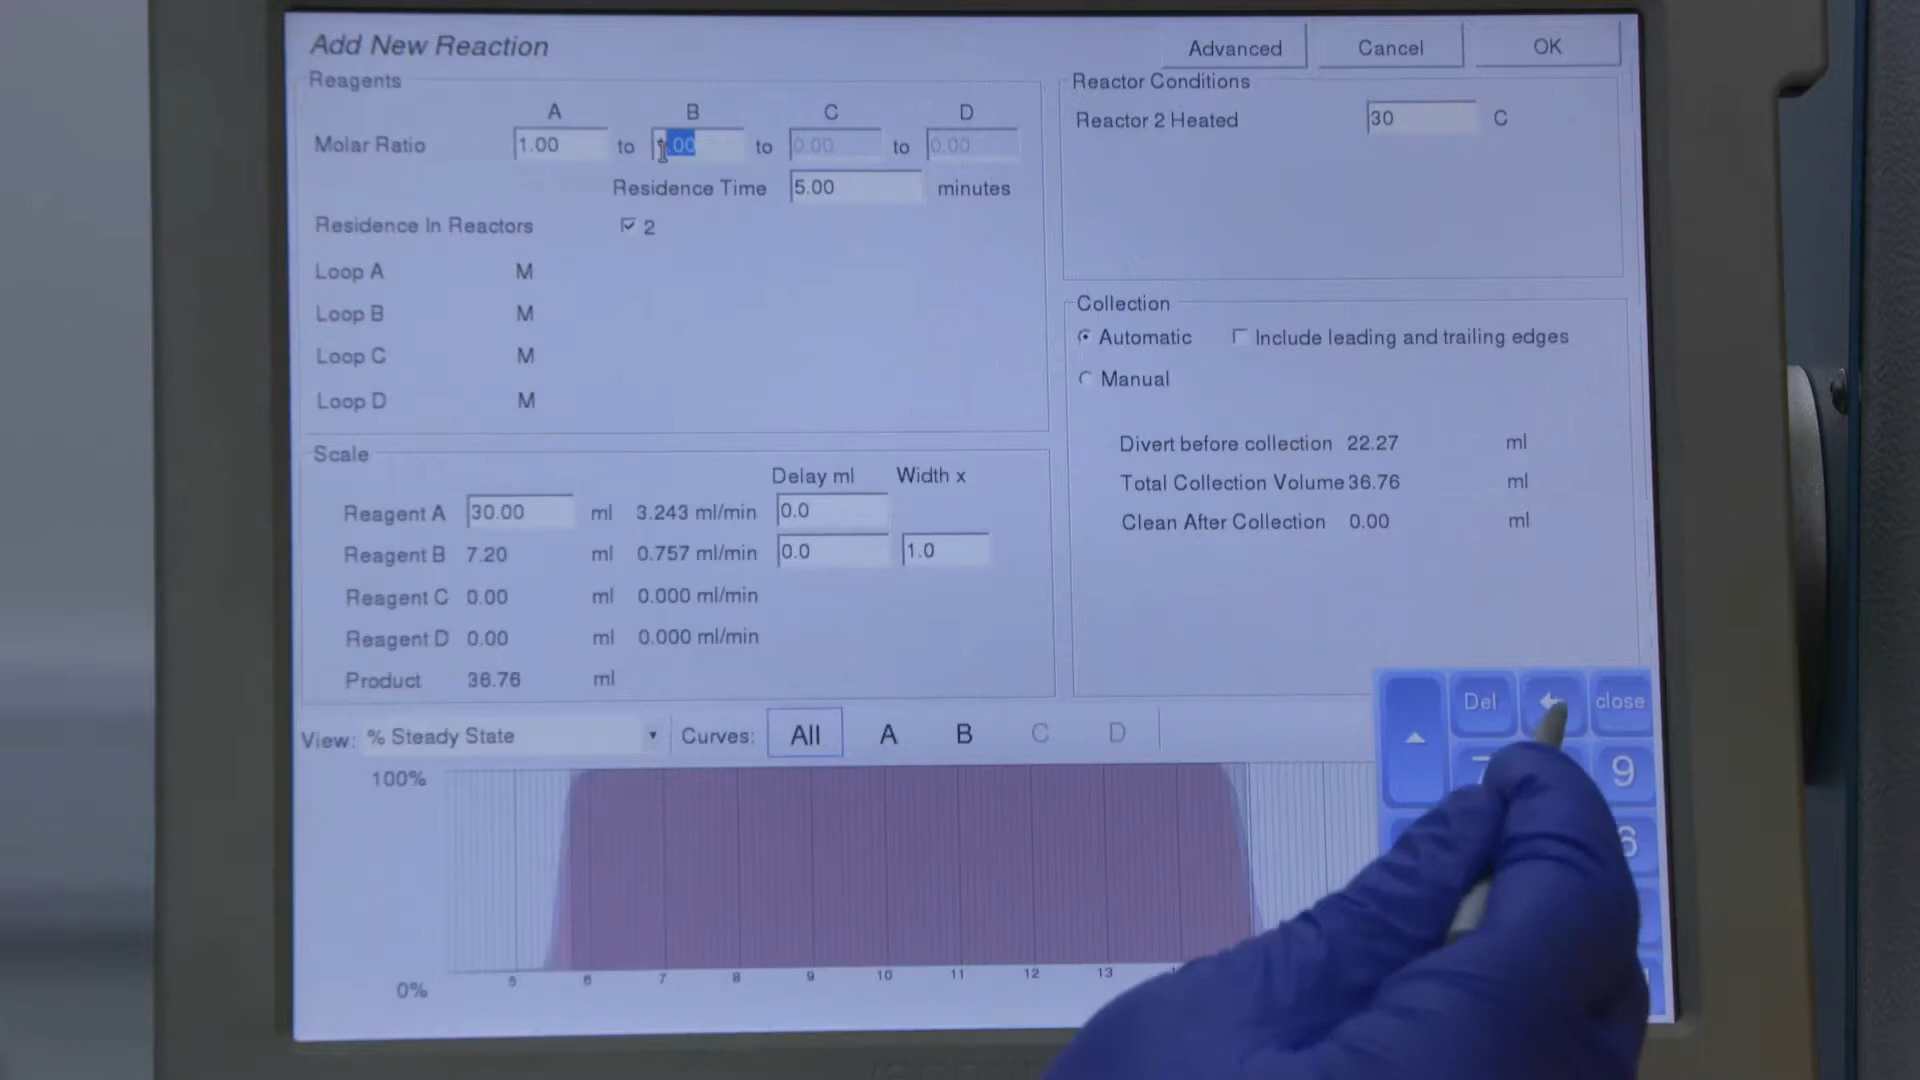 Add New Reaction
Advanced
Cancel
OK
Reagents
A B C D
Molar Ratio 1.00 to .00 to 0.00 to 0.00
Residence Time 5.00 minutes
Residence In Reactors 2
Loop A M
Loop B M
Loop C M
Loop D M
Reactor Conditions
Reactor 2 Heated 30 C
Collection
Automatic Include leading and trailing edges
Manual
Divert before collection 22.27 ml
Total Collection Volume 36.76 ml
Clean After Collection 0.00 ml
Scale
Delay ml Width x
Reagent A 30.00 ml 3.243 ml/min 0.0
Reagent B 7.20 ml 0.757 ml/min 0.0 1.0
Reagent C 0.00 ml 0.000 ml/min
Reagent D 0.00 ml 0.000 ml/min
Product 36.76 ml
View: % Steady State Curves: All A B C D
100%
0%
5 6 7 8 9 10 11 12 13
Del close
7 9
6